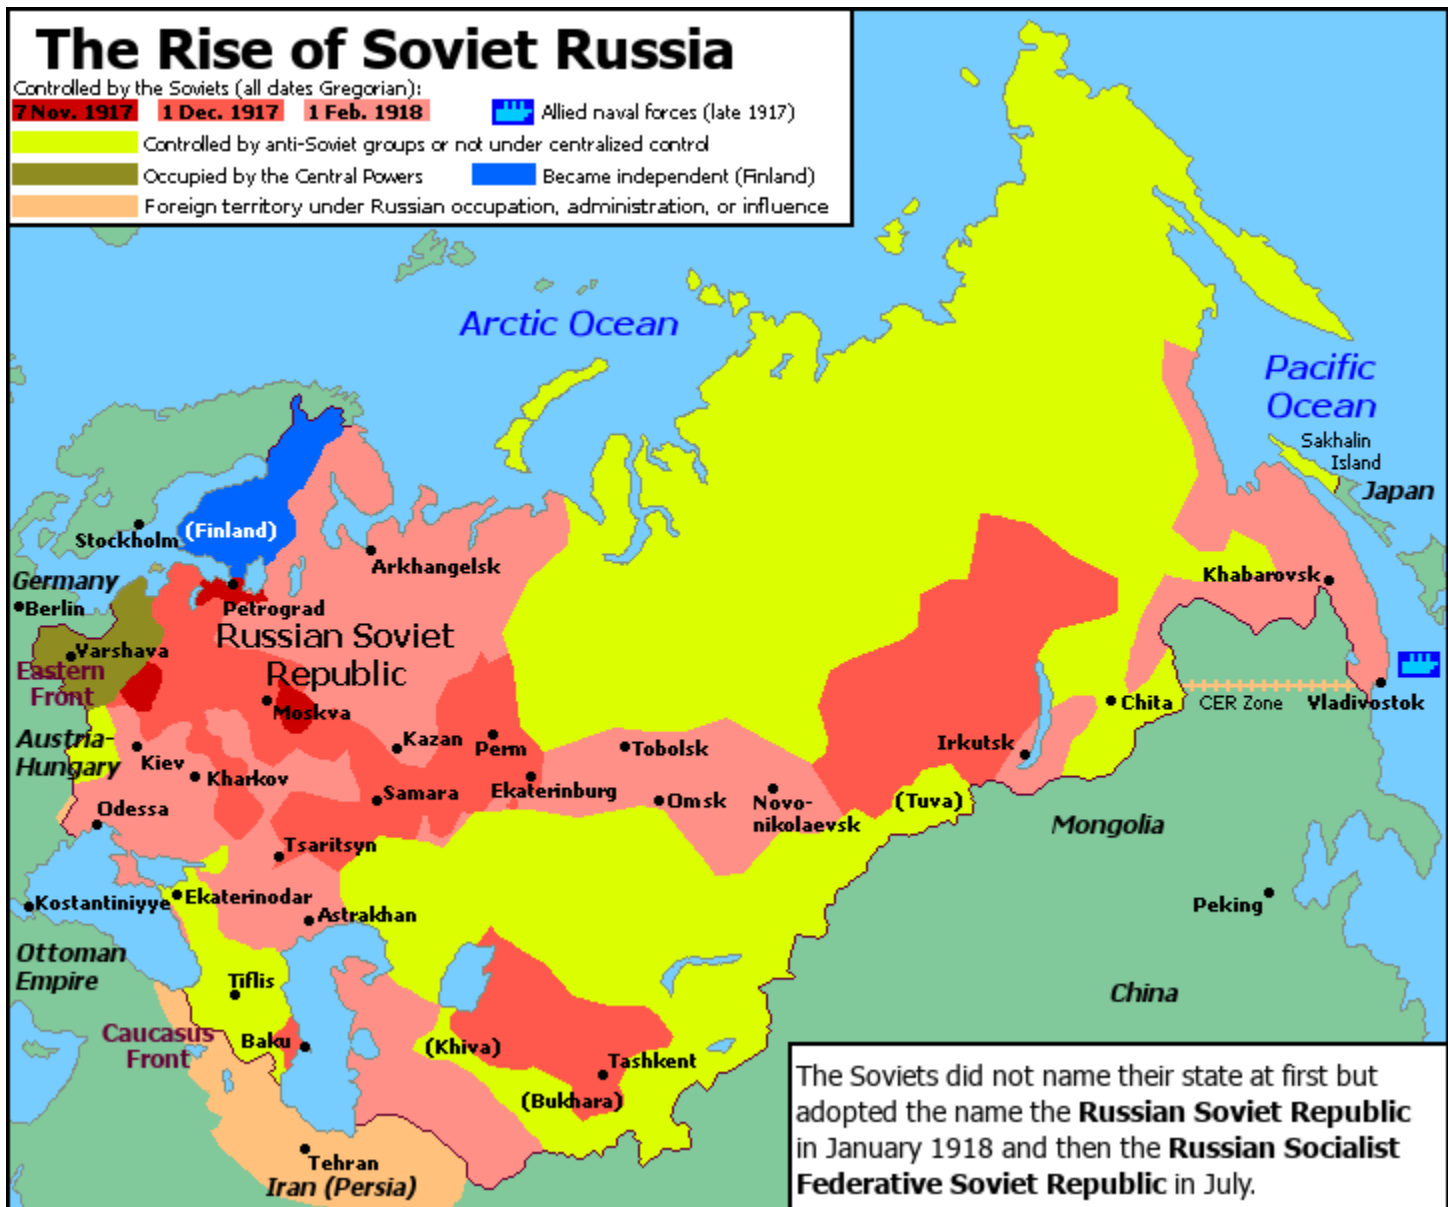 The Rise of Soviet Russia
Controlled by the Soviets (all dates Gregorian):
7 Nov. 1917 1 Dec. 1917 1 Feb. 1918 Allied naval forces (late 1917)
Controlled by anti-Soviet groups or not under centralized control
Occupied by the Central Powers Became independent (Finland)
Foreign territory under Russian occupation, administration, or influence
Arctic Ocean
Pacific
Ocean
Sakhalin
Island
Japan
Stockholm
(Finland)
Arkhangelsk
Germany
Berlin
Petrograd
Khabarovsk
Russian Soviet
Republic
Varshava
Eastern
Front
Moskva
Chita
CER Zone
Vladivostok
Austria-
Hungary
Kiev
Kharkov
Kazan
Perm
Tobolsk
Irkutsk
Odessa
Samara
Ekaterinburg
Omsk
Novo-
nikolaevsk
(Tuva)
Mongolia
Tsaritsyn
Kostantiniyye
Ekaterinodar
Astrakhan
Peking
Ottoman
Empire
Tiflis
China
Caucasus
Front
Baku
(Khiva)
Tashkent
(Bukhara)
Tehran
Iran (Persia)
The Soviets did not name their state at first but
adopted the name the Russian Soviet Republic
in January 1918 and then the Russian Socialist
Federative Soviet Republic in July.